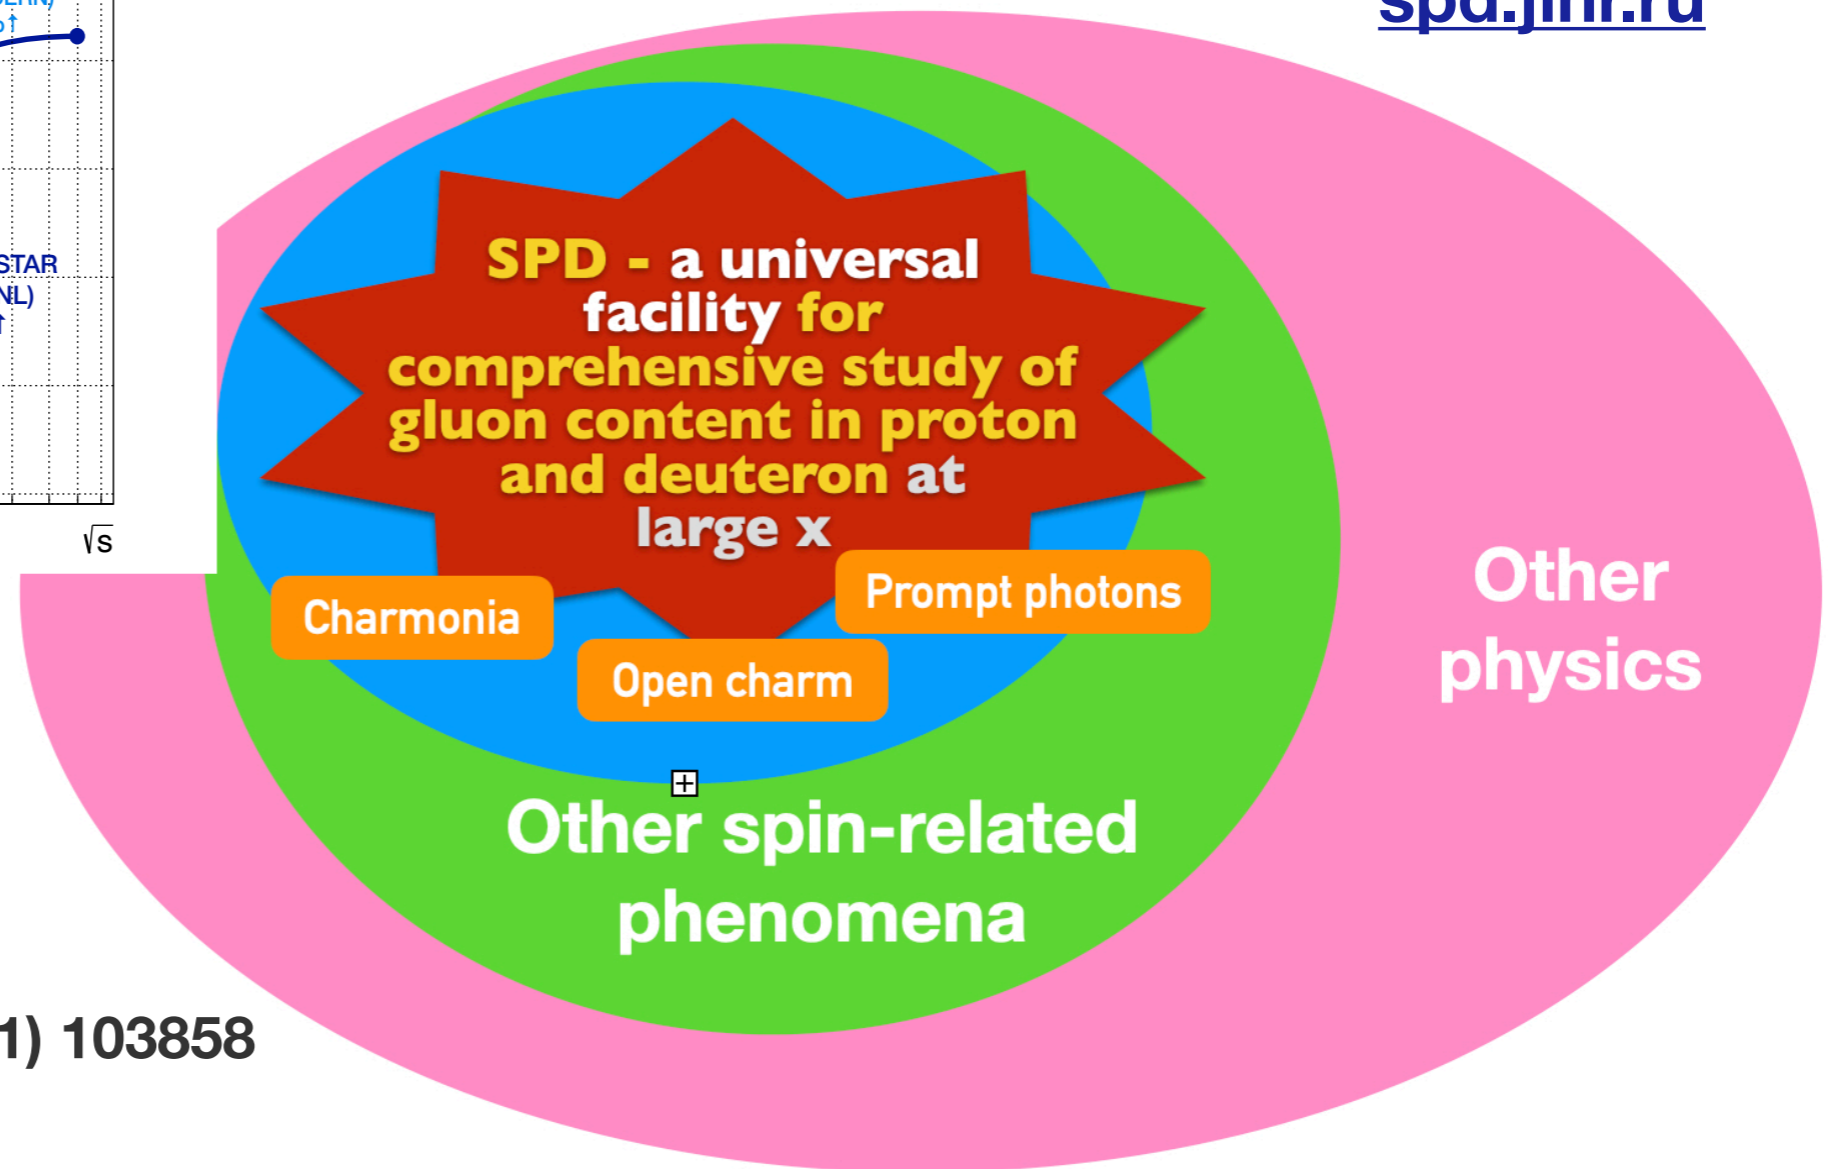 spd.jinr.ru
STAR
√s
SPD - a universal
facility for
comprehensive study of
gluon content in proton
and deuteron at
large x
Charmonia
Prompt photons
Open charm
Other
physics
Other spin-related
phenomena
1) 103858